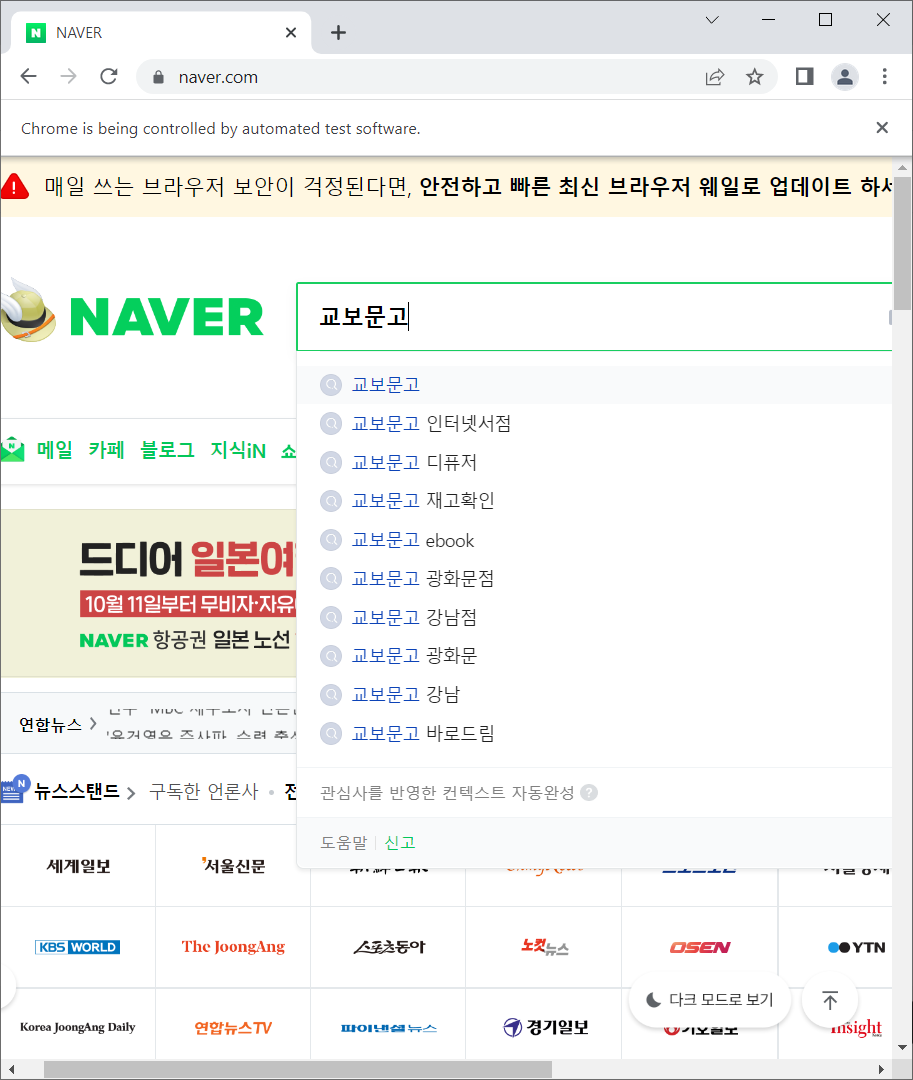 NAVER
naver.com
Chrome is being controlled by automated test software.
매일 쓰는 브라우저 보안이 걱정된다면, 안전하고 빠른 최신 브라우저 웨일로 업데이트 하세
NAVER
교보문고
교보문고
교보문고 인터넷서점
교보문고 디퓨저
교보문고 재고확인
교보문고 ebook
교보문고 광화문점
교보문고 강남점
교보문고 광화문
교보문고 강남
교보문고 바로드림
관심사를 반영한 컨텍스트 자동완성 ?
도움말 신고
메일 카페 블로그 지식iN 쇼
드디어 일본여
10월 11일부터 무비자·자유
NAVER 항공권 일본 노선
연합뉴스
뉴스스탠드 구독한 언론사
세계일보 서울신문
KBS WORLD The JoongAng 스포츠동아 노컷뉴스 OSEN YTN
Korea JoongAng Daily 연합뉴스TV 파이낸셜뉴스 경기일보 Insight
다크 모드로 보기